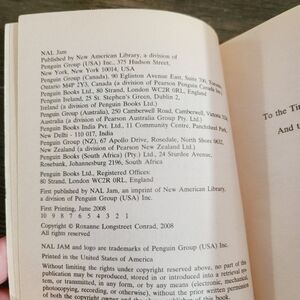 NAL Jam
Published by New American Library, a division of
Penguin Group (USA) Inc., 375 Hudson Street,
New York, New York 10014, USA
Penguin Group (Canada), 90 Eglinton Avenue East, Suite 700, Toronto,
Ontario M4P 2Y3, Canada (a division of Pearson Penguin Canada Inc.)
Penguin Books Ltd., 80 Strand, London WC2R 0RL, England
Penguin Ireland, 25 St. Stephen's Green, Dublin 2,
Ireland (a division of Penguin Books Ltd.)
Penguin Group (Australia), 250 Camberwell Road, Camberwell, Victoria
Australia (a division of Pearson Australia Group Pty. Ltd.)
Penguin Books India Pvt. Ltd., 11 Community Centre, Panchsheel Park,
New Delhi - 110 017, India
Penguin Group (NZ), 67 Apollo Drive, Rosedale, North Shore
New Zealand (a division of Pearson New Zealand Ltd.)
Penguin Books (South Africa) (Pty.) Ltd., 24 Sturdee Avenue,
Rosebank, Johannesburg 2196, South Africa
Penguin Books Ltd., Registered Offices:
80 Strand, London WC2R 0RL, England
First published by NAL Jam, an imprint of New American Library,
a division of Penguin Group (USA) Inc.
First Printing, June 2008
10 9 8 7 6 5 4 3 2 1
Copyright © Roxanne Longstreet Conrad, 2008
All rights reserved
NAL JAM and logo are trademarks of Penguin Group (USA) Inc.
Printed in the United States of America
Without limiting the rights under copyright reserved above, no part of this
publication may be reproduced, stored in or introduced into a retrieval
tem, or transmitted, in any form, or by any means (electronic, mechanical,
photocopying, recording, or otherwise), without the prior written permission
of both the copyright owner and the
To the
And